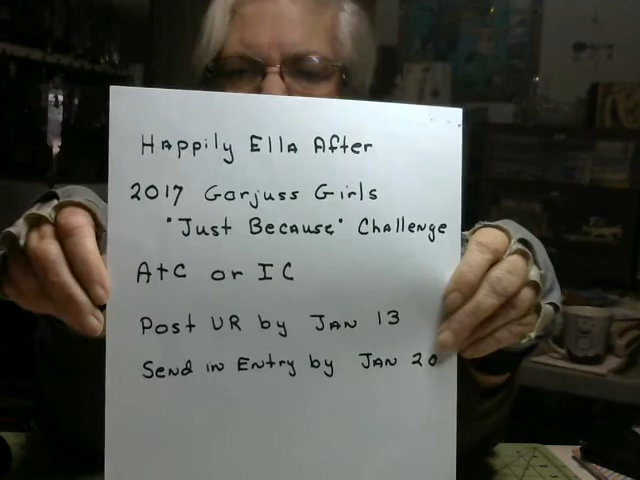 Happily Ella After
2017 Gorjuss Girls
"Just Because" Challenge
AtC or IC
Post VR by Jan 13
Send in Entry by Jan 20